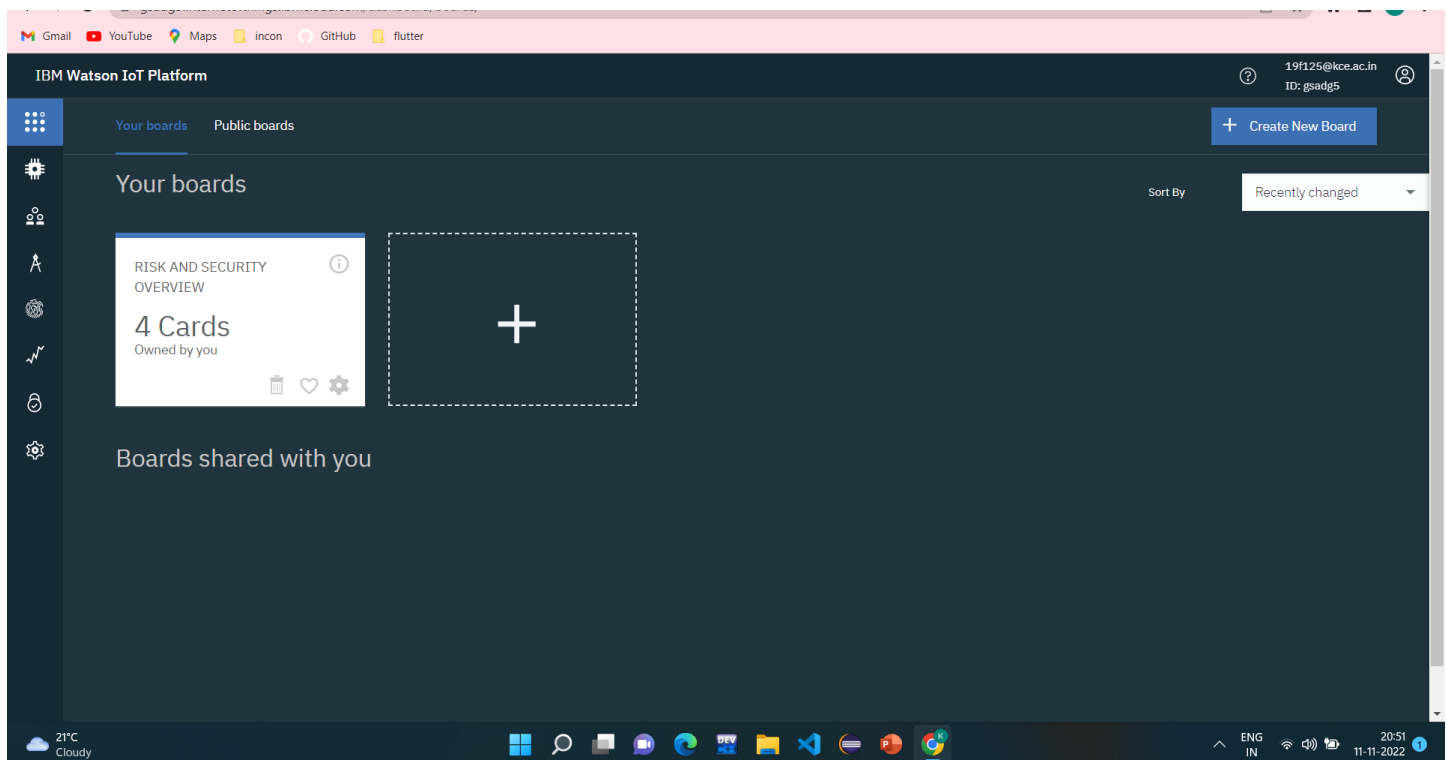 Gmail YouTube Maps incon GitHub flutter
IBM Watson IoT Platform
19f125@kce.ac.in
ID: gsadg5
Your boards Public boards
+ Create New Board
Your boards
Sort By Recently changed
RISK AND SECURITY
OVERVIEW
4 Cards
Owned by you
Boards shared with you
21°C
Cloudy
DEV
K
ENG
IN
20:51
11-11-2022
1